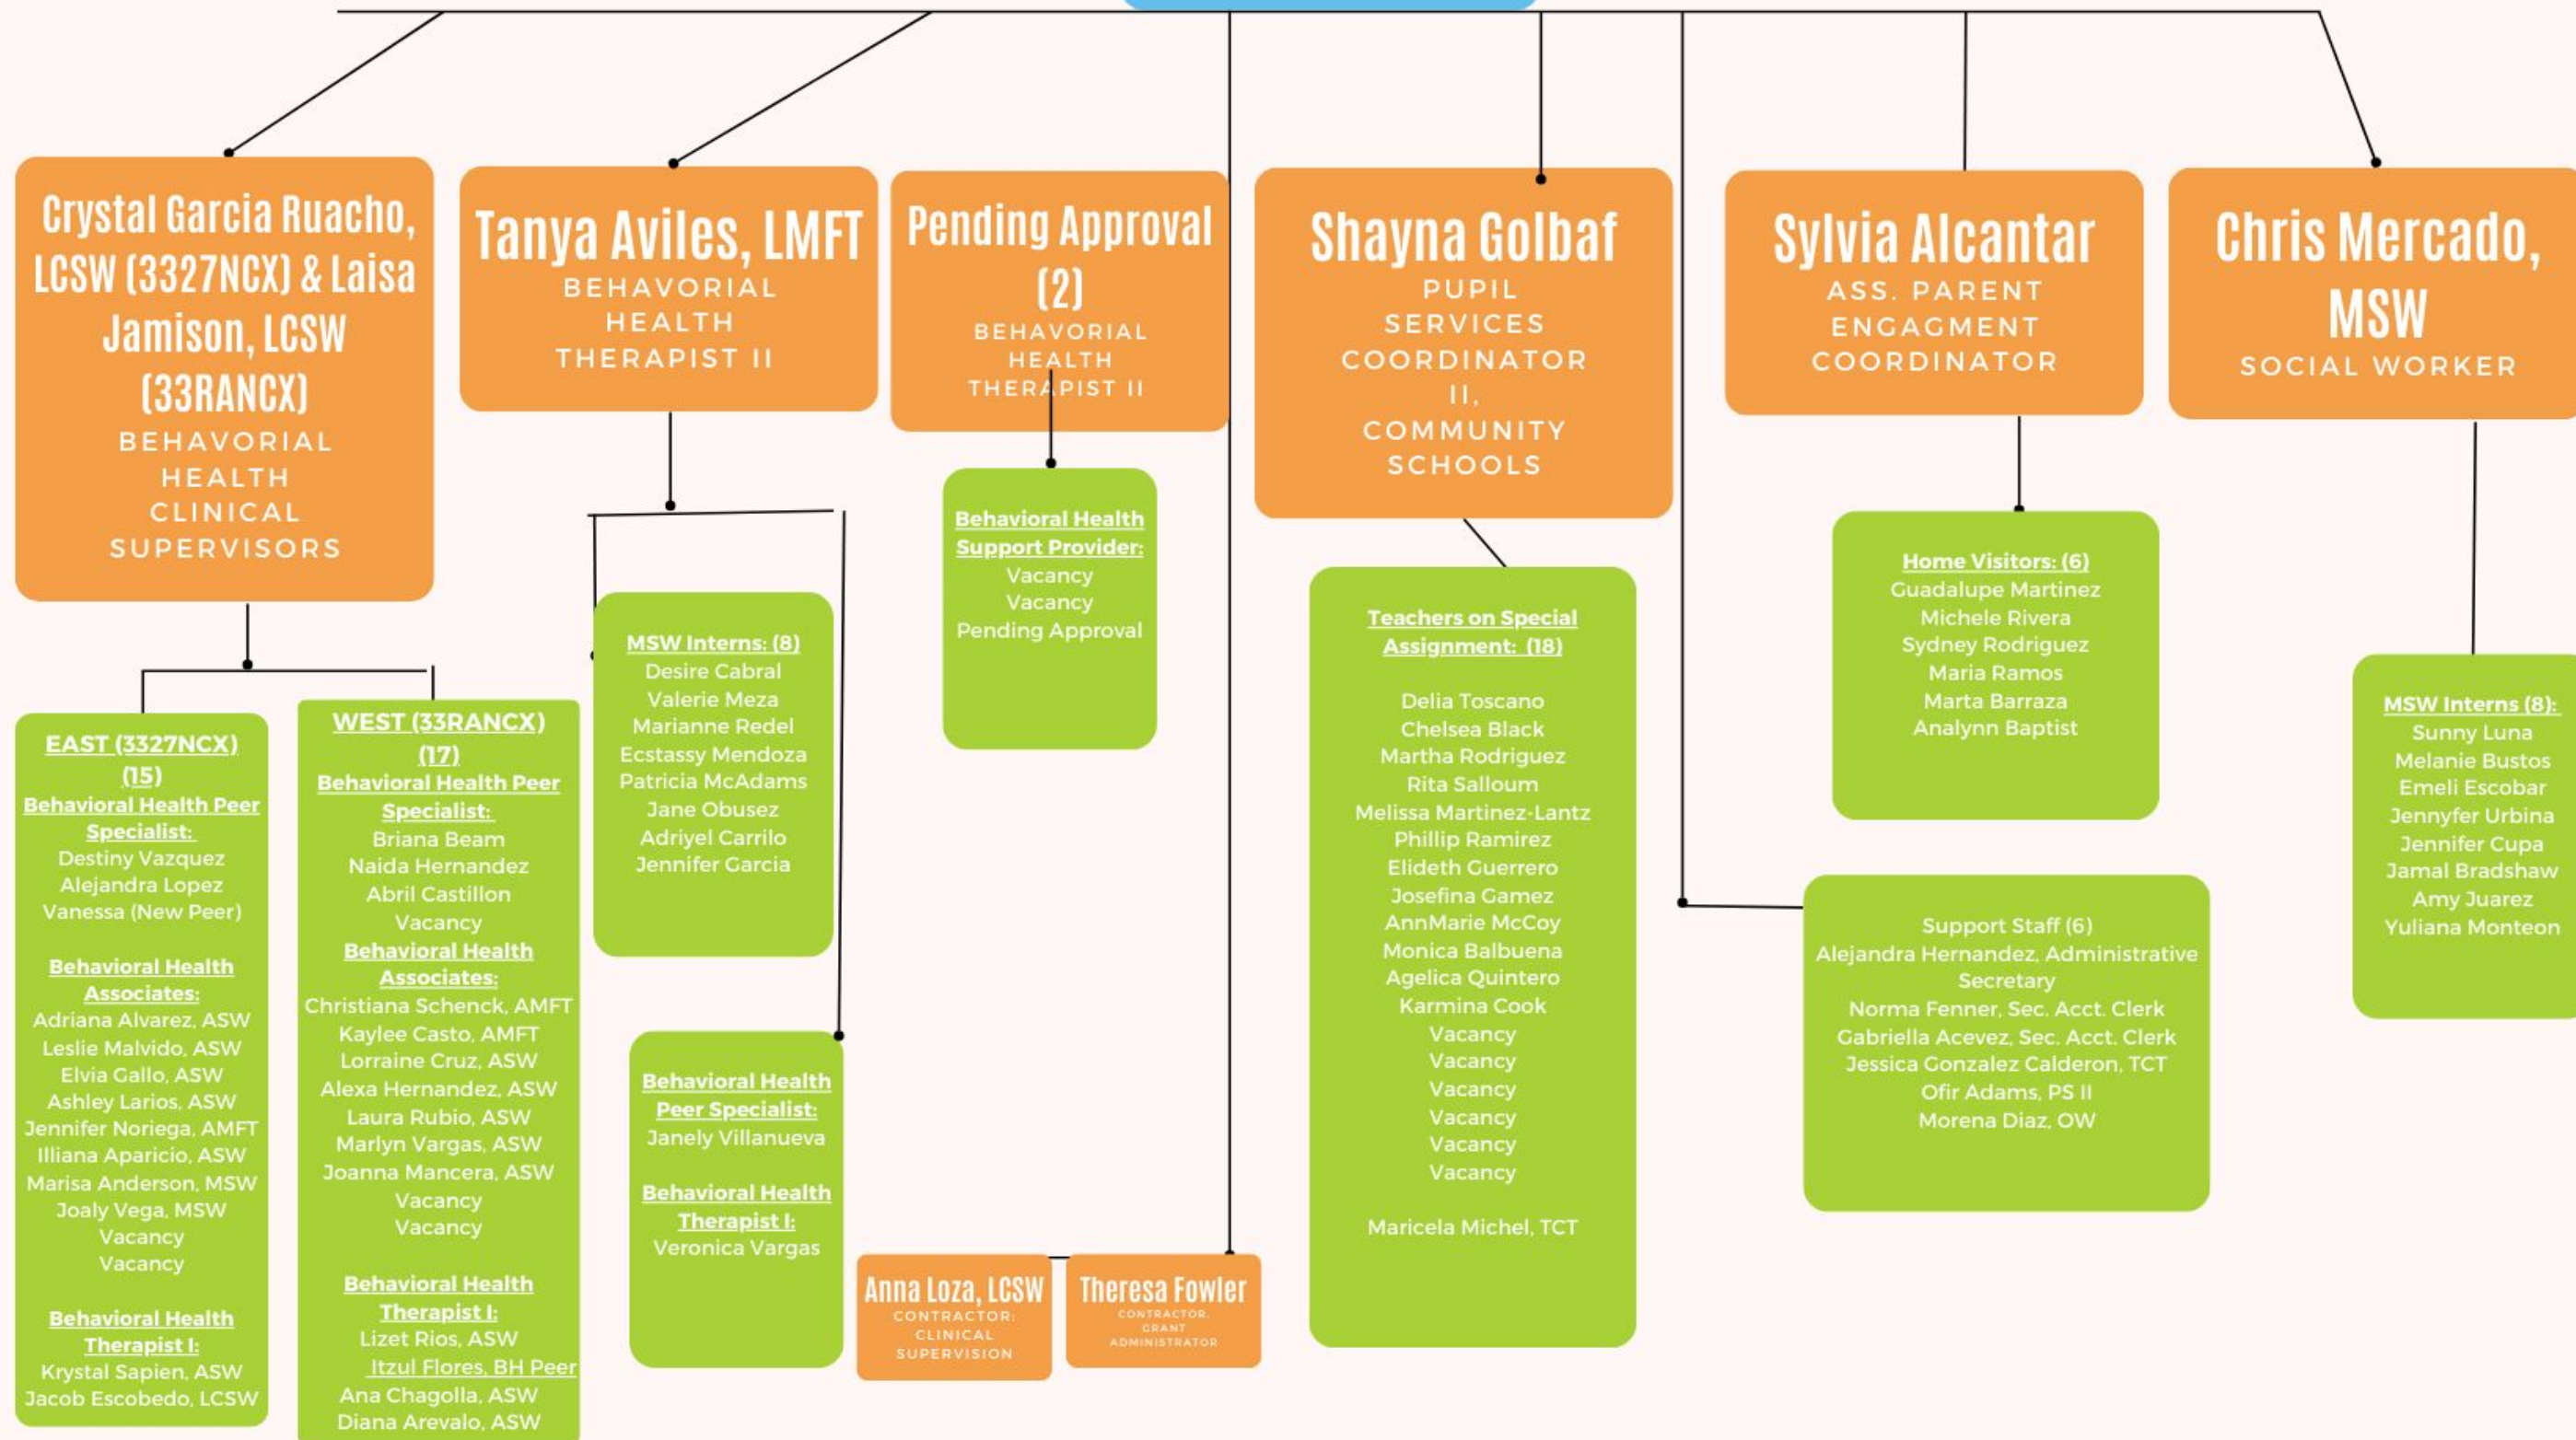 Crystal Garcia Ruacho,
LCSW (3327NCX) & Laisa
Jamison, LCSW
(33RANCX)
BEHAVORIAL
HEALTH
CLINICAL
SUPERVISORS
Tanya Aviles, LMFT
BEHAVORIAL
HEALTH
THERAPIST II
Pending Approval
(2)
BEHAVORIAL
HEALTH
THERAPIST II
Shayna Golbaf
PUPIL
SERVICES
COORDINATOR
II,
COMMUNITY
SCHOOLS
Sylvia Alcantar
ASS. PARENT
ENGAGMENT
COORDINATOR
Chris Mercado,
MSW
SOCIAL WORKER
EAST (3327NCX)
(15)
Behavioral Health Peer
Specialist:
Destiny Vazquez
Alejandra Lopez
Vanessa (New Peer)
Behavioral Health
Associates:
Adriana Alvarez, ASW
Leslie Malvido, ASW
Elvia Gallo, ASW
Ashley Larios, ASW
Jennifer Noriega, AMFT
Illiana Aparicio, ASW
Marisa Anderson, MSW
Joaly Vega, MSW
Vacancy
Vacancy
Behavioral Health
Therapist I:
Krystal Sapien, ASW
Jacob Escobedo, LCSW
WEST (33RANCX)
(17)
Behavioral Health Peer
Specialist:
Briana Beam
Naida Hernandez
Abril Castillon
Vacancy
Behavioral Health
Associates:
Christiana Schenck, AMFT
Kaylee Casto, AMFT
Lorraine Cruz, ASW
Alexa Hernandez, ASW
Laura Rubio, ASW
Marlyn Vargas, ASW
Joanna Mancera, ASW
Vacancy
Vacancy
Behavioral Health
Therapist I:
Lizet Rios, ASW
Itzul Flores, BH Peer
Ana Chagolla, ASW
Diana Arevalo, ASW
MSW Interns: (8)
Desire Cabral
Valerie Meza
Marianne Redel
Ecstassy Mendoza
Patricia McAdams
Jane Obusez
Adriyel Carrilo
Jennifer Garcia
Behavioral Health
Peer Specialist:
Janely Villanueva
Behavioral Health
Therapist I:
Veronica Vargas
Behavioral Health
Support Provider:
Vacancy
Vacancy
Pending Approval
Anna Loza, LCSW
CONTRACTOR:
CLINICAL
SUPERVISION
Theresa Fowler
CONTRACTOR,
GRANT
ADMINISTRATOR
Teachers on Special
Assignment: (18)
Delia Toscano
Chelsea Black
Martha Rodriguez
Rita Salloum
Melissa Martinez-Lantz
Phillip Ramirez
Elideth Guerrero
Josefina Gamez
AnnMarie McCoy
Monica Balbuena
Agelica Quintero
Karmina Cook
Vacancy
Vacancy
Vacancy
Vacancy
Vacancy
Vacancy
Maricela Michel, TCT
Home Visitors: (6)
Guadalupe Martinez
Michele Rivera
Sydney Rodriguez
Maria Ramos
Marta Barraza
Analynn Baptist
Support Staff (6)
Alejandra Hernandez, Administrative
Secretary
Norma Fenner, Sec. Acct. Clerk
Gabriella Acevez, Sec. Acct. Clerk
Jessica Gonzalez Calderon, TCT
Ofir Adams, PS II
Morena Diaz, OW
MSW Interns (8):
Sunny Luna
Melanie Bustos
Emeli Escobar
Jennyfer Urbina
Jennifer Cupa
Jamal Bradshaw
Amy Juarez
Yuliana Monteon